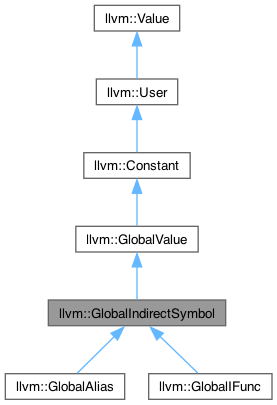 llvm::Value
llvm::User
llvm::Constant
llvm::GlobalValue
llvm::GlobalIndirectSymbol
llvm::GlobalAlias
llvm::GlobalIFunc